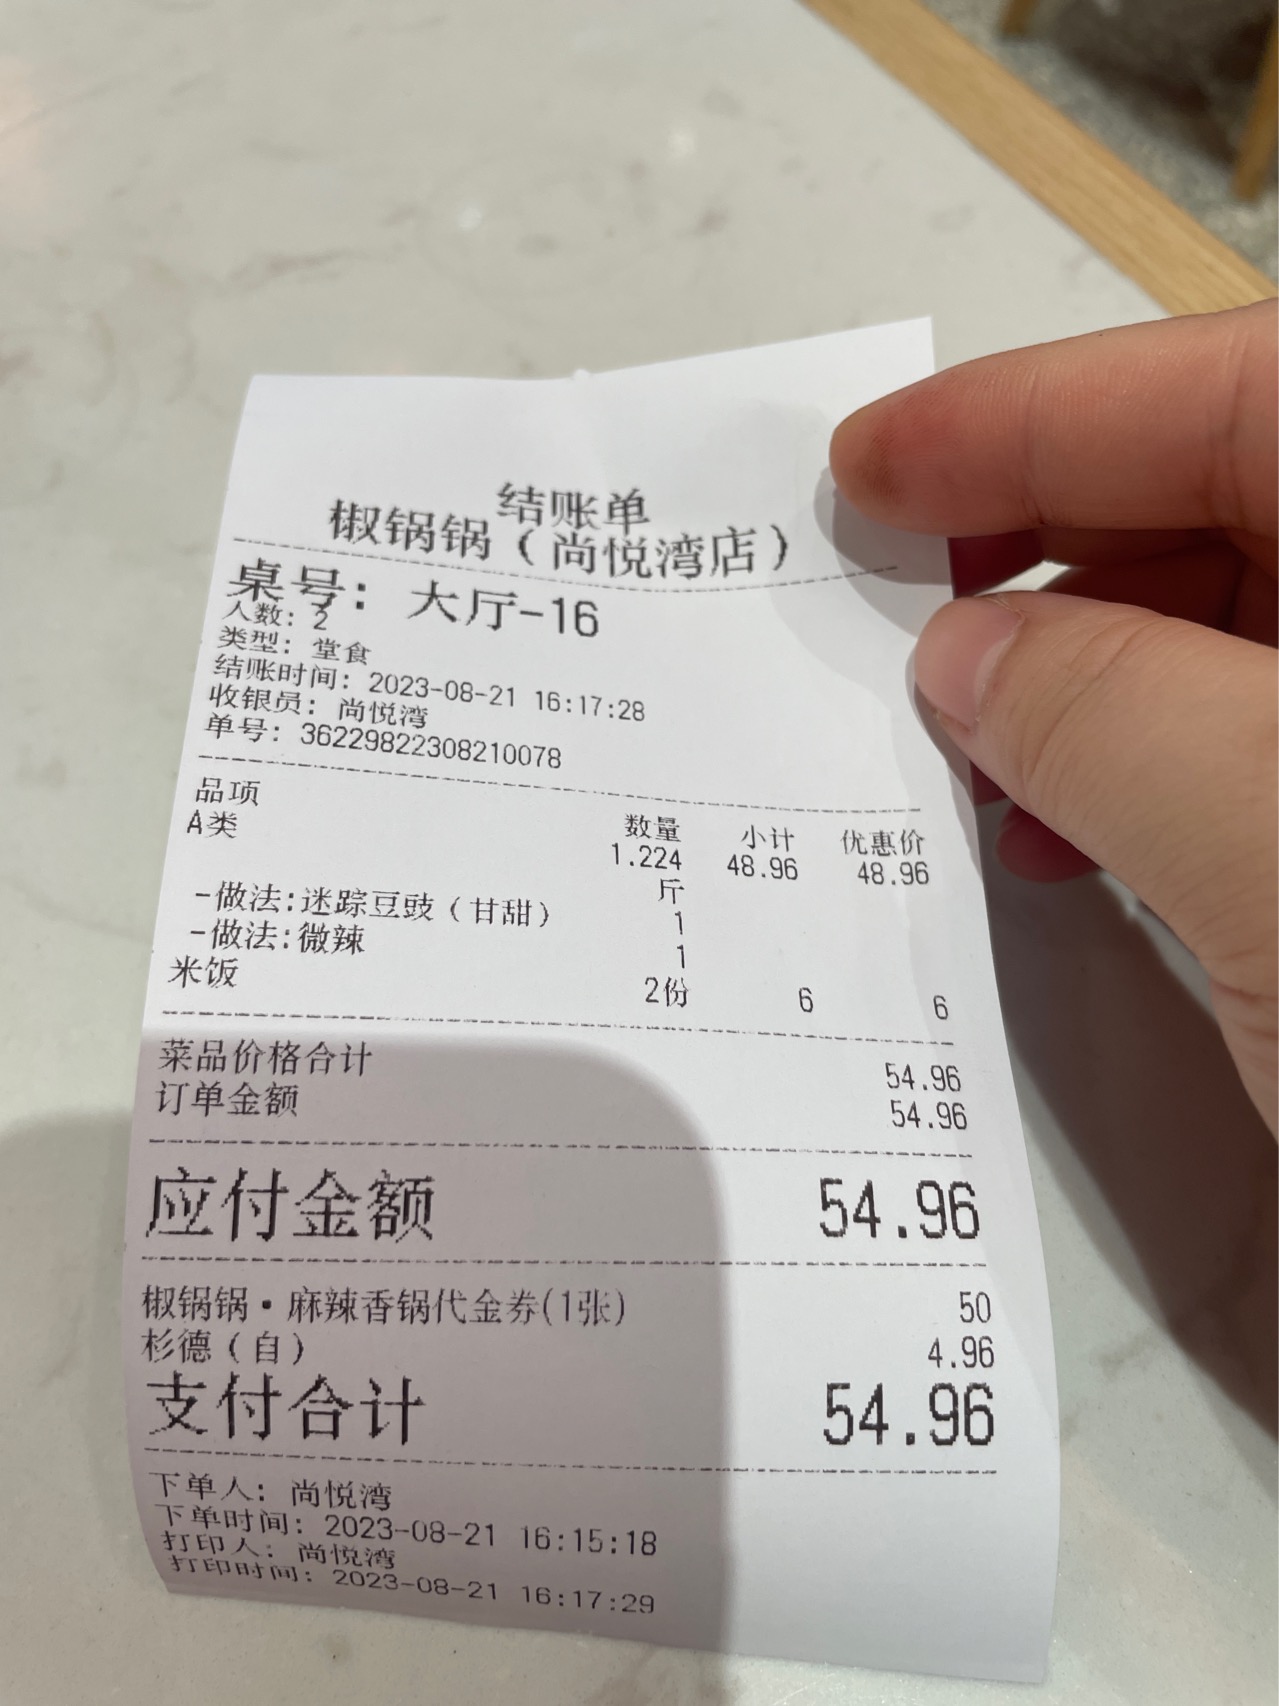 结账单
椒锅锅（尚悦湾店）
桌号：大厅-16
人数：2
类型：堂食
结账时间：2023-08-21 16:17:28
收银员：尚悦湾
单号：36229822308210078
品项 数量 小计 优惠价
A类 1.224 48.96 48.96
斤
-做法:迷踪豆豉（甘甜） 1
-做法:微辣 1
米饭 2份 6 6
菜品价格合计 54.96
订单金额 54.96
应付金额 54.96
椒锅锅·麻辣香锅代金券(1张) 50
杉德（自） 4.96
支付合计 54.96
下单人：尚悦湾
下单时间：2023-08-21 16:15:18
打印人：尚悦湾
打印时间：2023-08-21 16:17:29